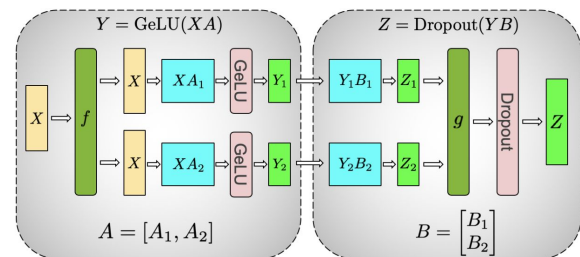 Y = GeLU(XA)
Z = Dropout(YB)
X
f
X
XA₁
GeLU
Y₁
Y₁B₁
Z₁
X
XA₂
GeLU
Y₂
Y₂B₂
Z₂
g
Dropout
Z
A = [A₁, A₂]
B = [B₁
B₂]